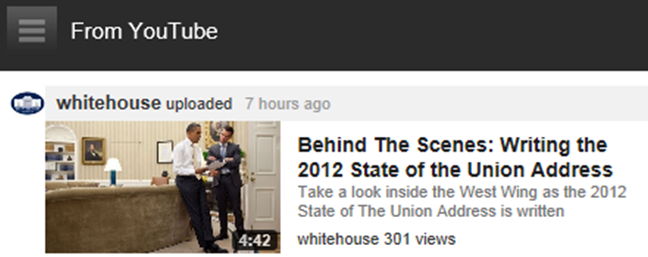 From YouTube
whitehouse uploaded 7 hours ago
Behind The Scenes: Writing the
2012 State of the Union Address
Take a look inside the West Wing as the 2012
State of The Union Address is written
4:42
whitehouse 301 views